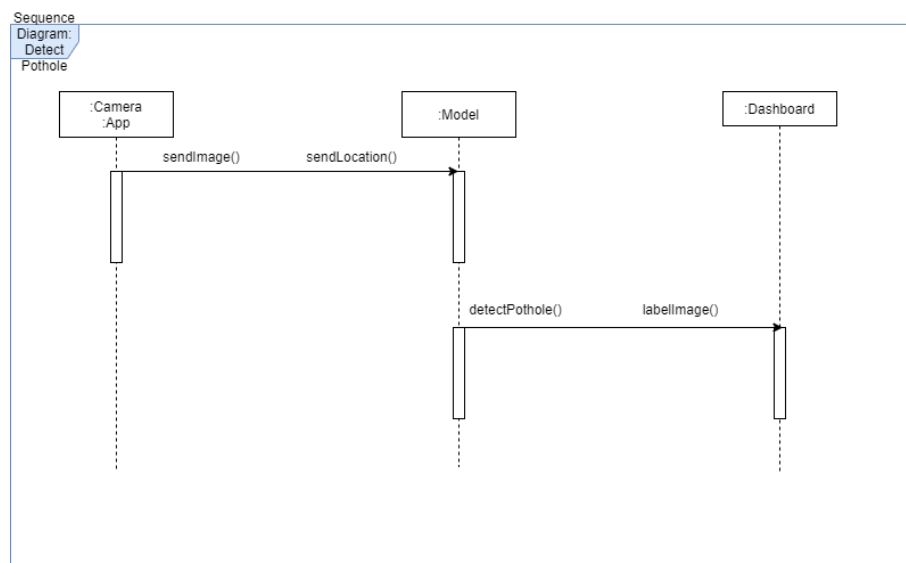 Sequence
Diagram:
Detect
Pothole
:Camera
:App
:Model
:Dashboard
sendImage()
sendLocation()
detectPothole()
labelImage()